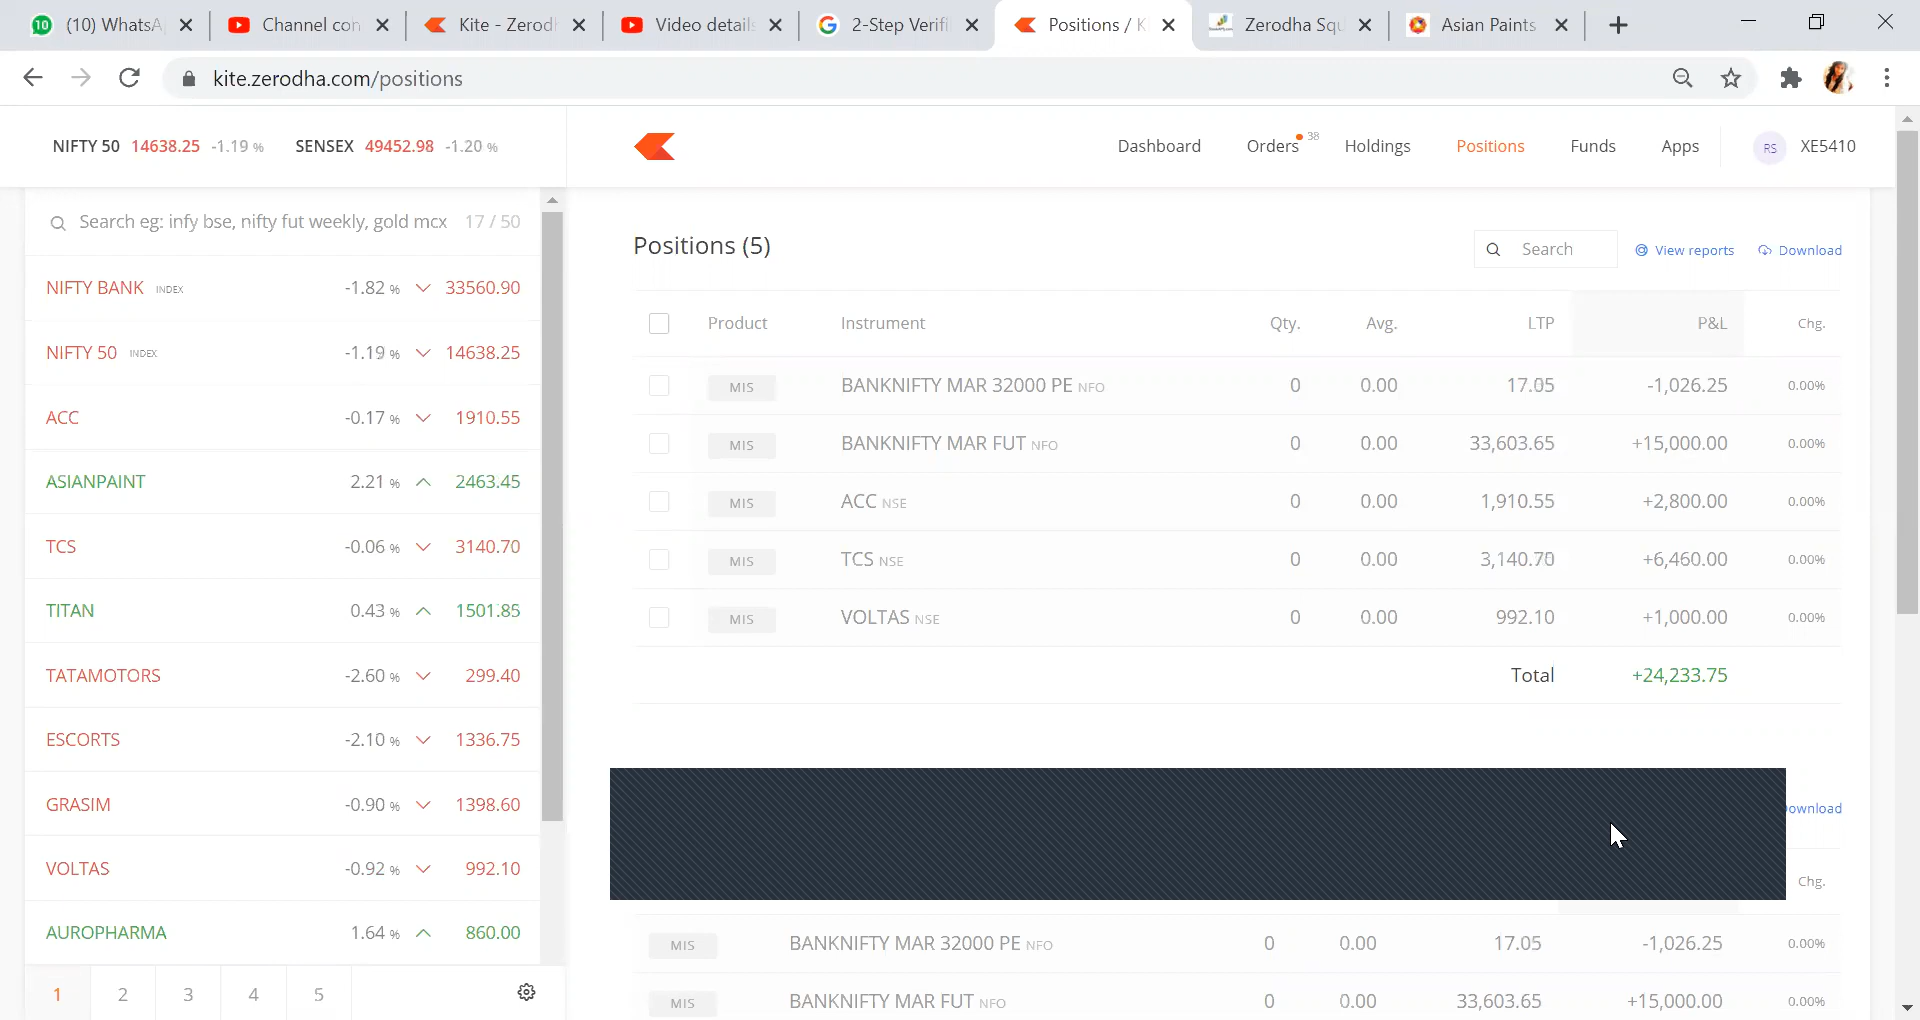 10 (10) WhatsA
Channel con
Kite - Zerodh
Video details
2-Step Verifi
Positions / K
Zerodha Squ
Asian Paints
kite.zerodha.com/positions
NIFTY 50 14638.25 -1.19 % SENSEX 49452.98 -1.20 %
Dashboard Orders 38 Holdings Positions Funds Apps RS XE5410
Search eg: infy bse, nifty fut weekly, gold mcx 17 / 50
NIFTY BANK INDEX -1.82 % 33560.90
NIFTY 50 INDEX -1.19 % 14638.25
ACC -0.17 % 1910.55
ASIANPAINT 2.21 % 2463.45
TCS -0.06 % 3140.70
TITAN 0.43 % 1501.85
TATAMOTORS -2.60 % 299.40
ESCORTS -2.10 % 1336.75
GRASIM -0.90 % 1398.60
VOLTAS -0.92 % 992.10
AUROPHARMA 1.64 % 860.00
1 2 3 4 5
Positions (5) Search View reports Download
Product Instrument Qty. Avg. LTP P&L Chg.
MIS BANKNIFTY MAR 32000 PE NFO 0 0.00 17.05 -1,026.25 0.00%
MIS BANKNIFTY MAR FUT NFO 0 0.00 33,603.65 +15,000.00 0.00%
MIS ACC NSE 0 0.00 1,910.55 +2,800.00 0.00%
MIS TCS NSE 0 0.00 3,140.70 +6,460.00 0.00%
MIS VOLTAS NSE 0 0.00 992.10 +1,000.00 0.00%
Total +24,233.75
ownload
Chg.
MIS BANKNIFTY MAR 32000 PE NFO 0 0.00 17.05 -1,026.25 0.00%
MIS BANKNIFTY MAR FUT NFO 0 0.00 33,603.65 +15,000.00 0.00%